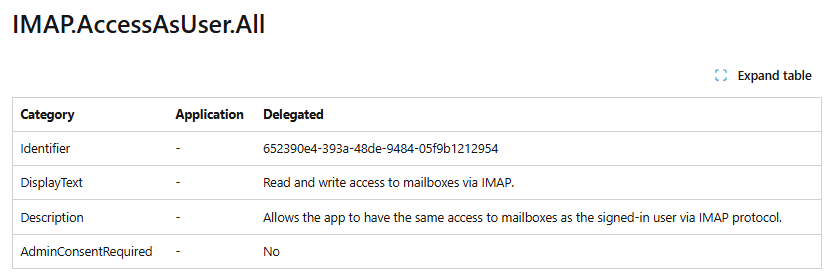 IMAP.AccessAsUser.All
Expand table
Category Application Delegated
Identifier - 652390e4-393a-48de-9484-05f9b1212954
DisplayText - Read and write access to mailboxes via IMAP.
Description - Allows the app to have the same access to mailboxes as the signed-in user via IMAP protocol.
AdminConsentRequired - No